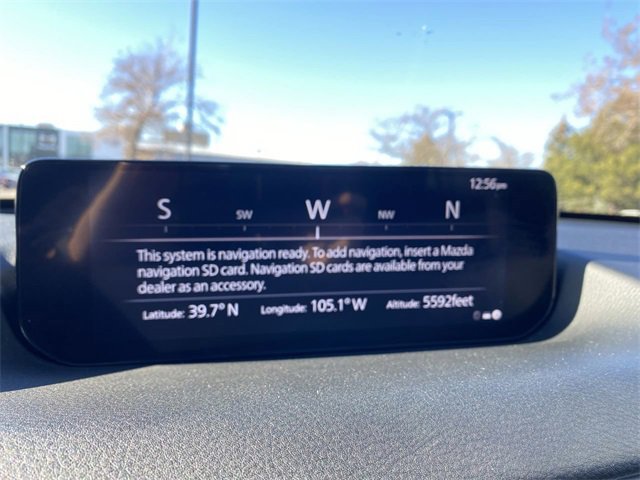 12:56pm
S SW W NW N
This system is navigation ready. To add navigation, insert a Mazda
navigation SD card. Navigation SD cards are available from your
dealer as an accessory.
Latitude: 39.7°N Longitude: 105.1°W Altitude: 5592feet